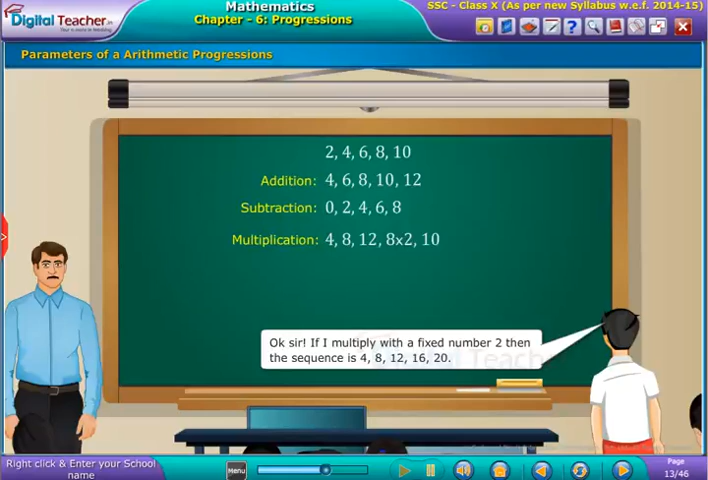 Digital Teacher.in
Mathematics
Chapter - 6: Progressions
SSC - Class X (As per new Syllabus w.e.f. 2014-15)
Parameters of a Arithmetic Progressions
2, 4, 6, 8, 10
Addition: 4, 6, 8, 10, 12
Subtraction: 0, 2, 4, 6, 8
Multiplication: 4, 8, 12, 8x2, 10
Ok sir! If I multiply with a fixed number 2 then
the sequence is 4, 8, 12, 16, 20.
Digital Teacher
Right click & Enter your School
name
Menu
Page
13/46